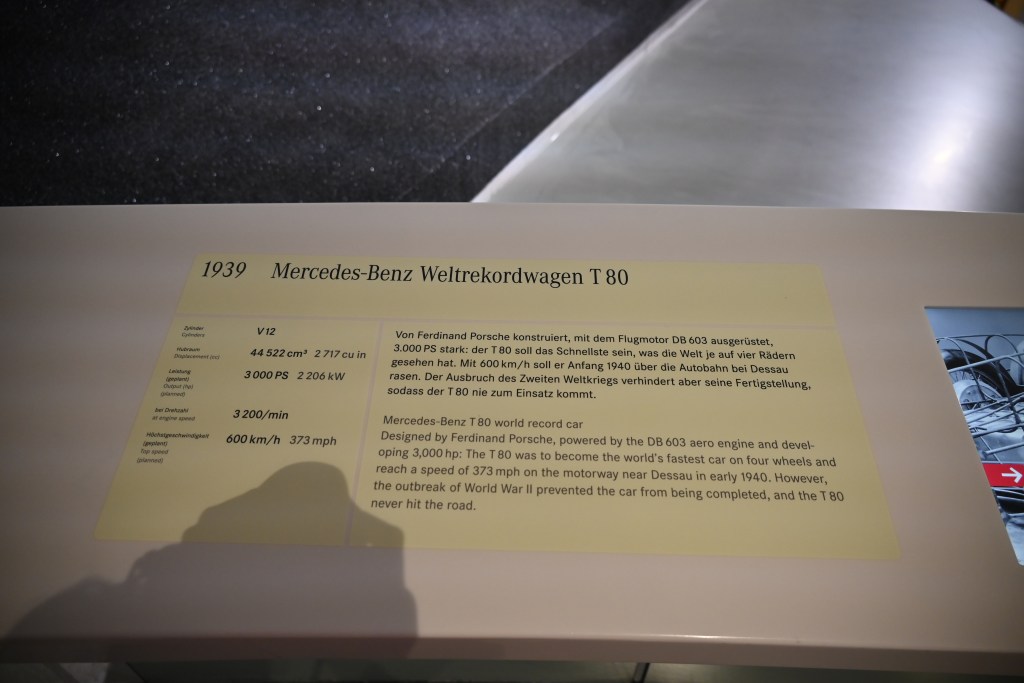 1939 Mercedes-Benz Weltrekordwagen T 80
Zylinder
Cylinders
V 12
Hubraum
Displacement (cu)
44 522 cm³ 2 717 cu in
Leistung
(geplant)
Output (hp)
(planned)
3 000 PS 2 206 kW
bei Drehzahl
at engine speed
3 200/min
Höchstgeschwindigkeit
(geplant)
Top speed
(planned)
600 km/h 373 mph
Von Ferdinand Porsche konstruiert, mit dem Flugmotor DB 603 ausgerüstet,
3.000 PS stark: der T 80 soll das Schnellste sein, was die Welt je auf vier Rädern
gesehen hat. Mit 600 km/h soll er Anfang 1940 über die Autobahn bei Dessau
rasen. Der Ausbruch des Zweiten Weltkriegs verhindert aber seine Fertigstellung,
sodass der T 80 nie zum Einsatz kommt.
Mercedes-Benz T 80 world record car
Designed by Ferdinand Porsche, powered by the DB 603 aero engine and devel-
oping 3,000 hp: The T 80 was to become the world's fastest car on four wheels and
reach a speed of 373 mph on the motorway near Dessau in early 1940. However,
the outbreak of World War II prevented the car from being completed, and the T 80
never hit the road.